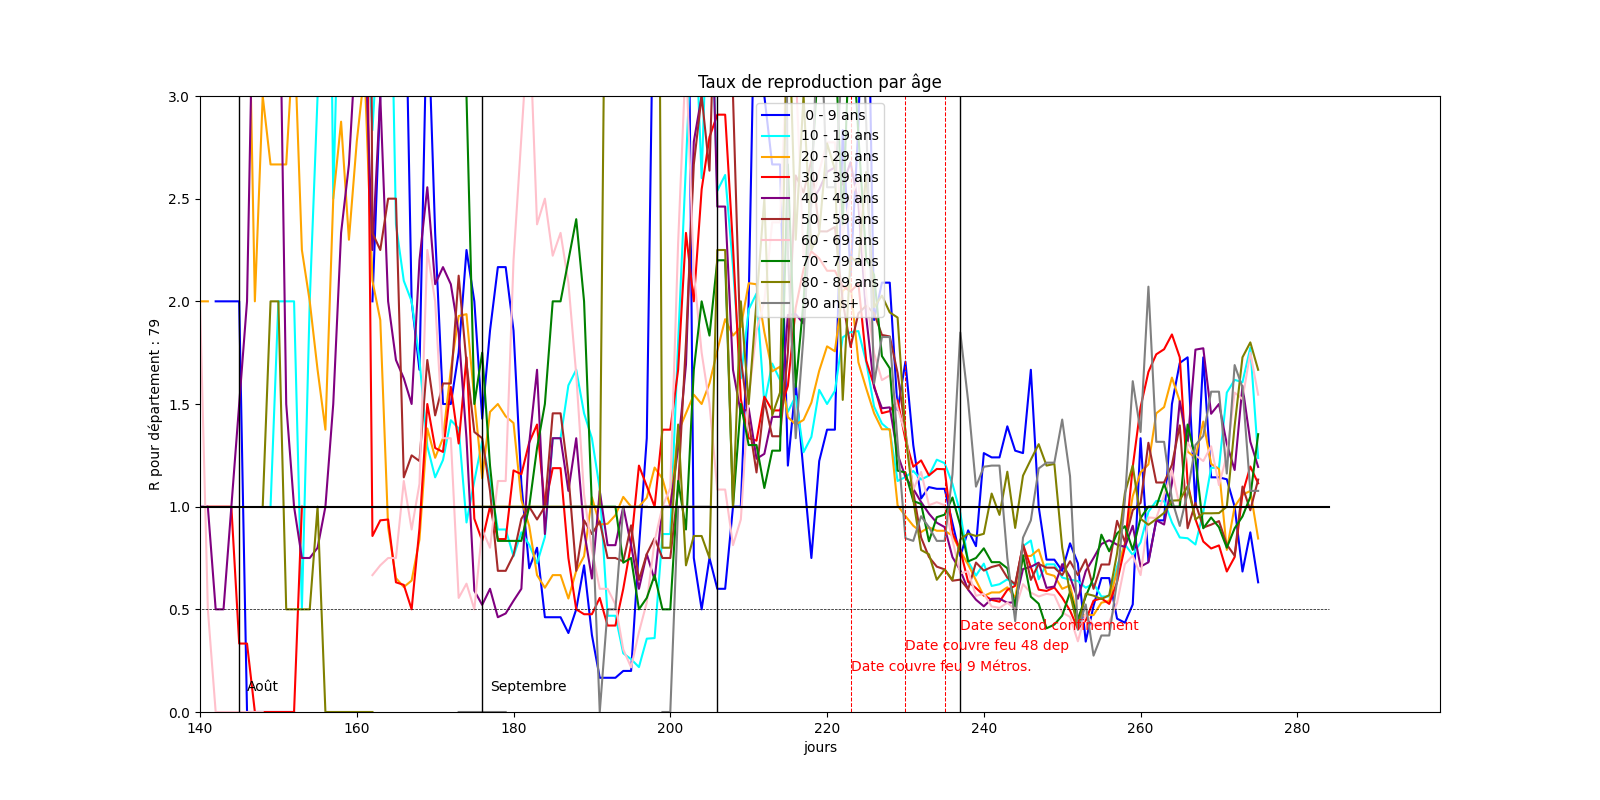 Taux de reproduction par âge
R pour département : 79
3.0
2.5
2.0
1.5
1.0
0.5
0.0
0 - 9 ans
10 - 19 ans
20 - 29 ans
30 - 39 ans
40 - 49 ans
50 - 59 ans
60 - 69 ans
70 - 79 ans
80 - 89 ans
90 ans+
Date second confinement
Date couvre feu 48 dep
Date couvre feu 9 Métros.
Août
Septembre
140 160 180 200 220 240 260 280
jours